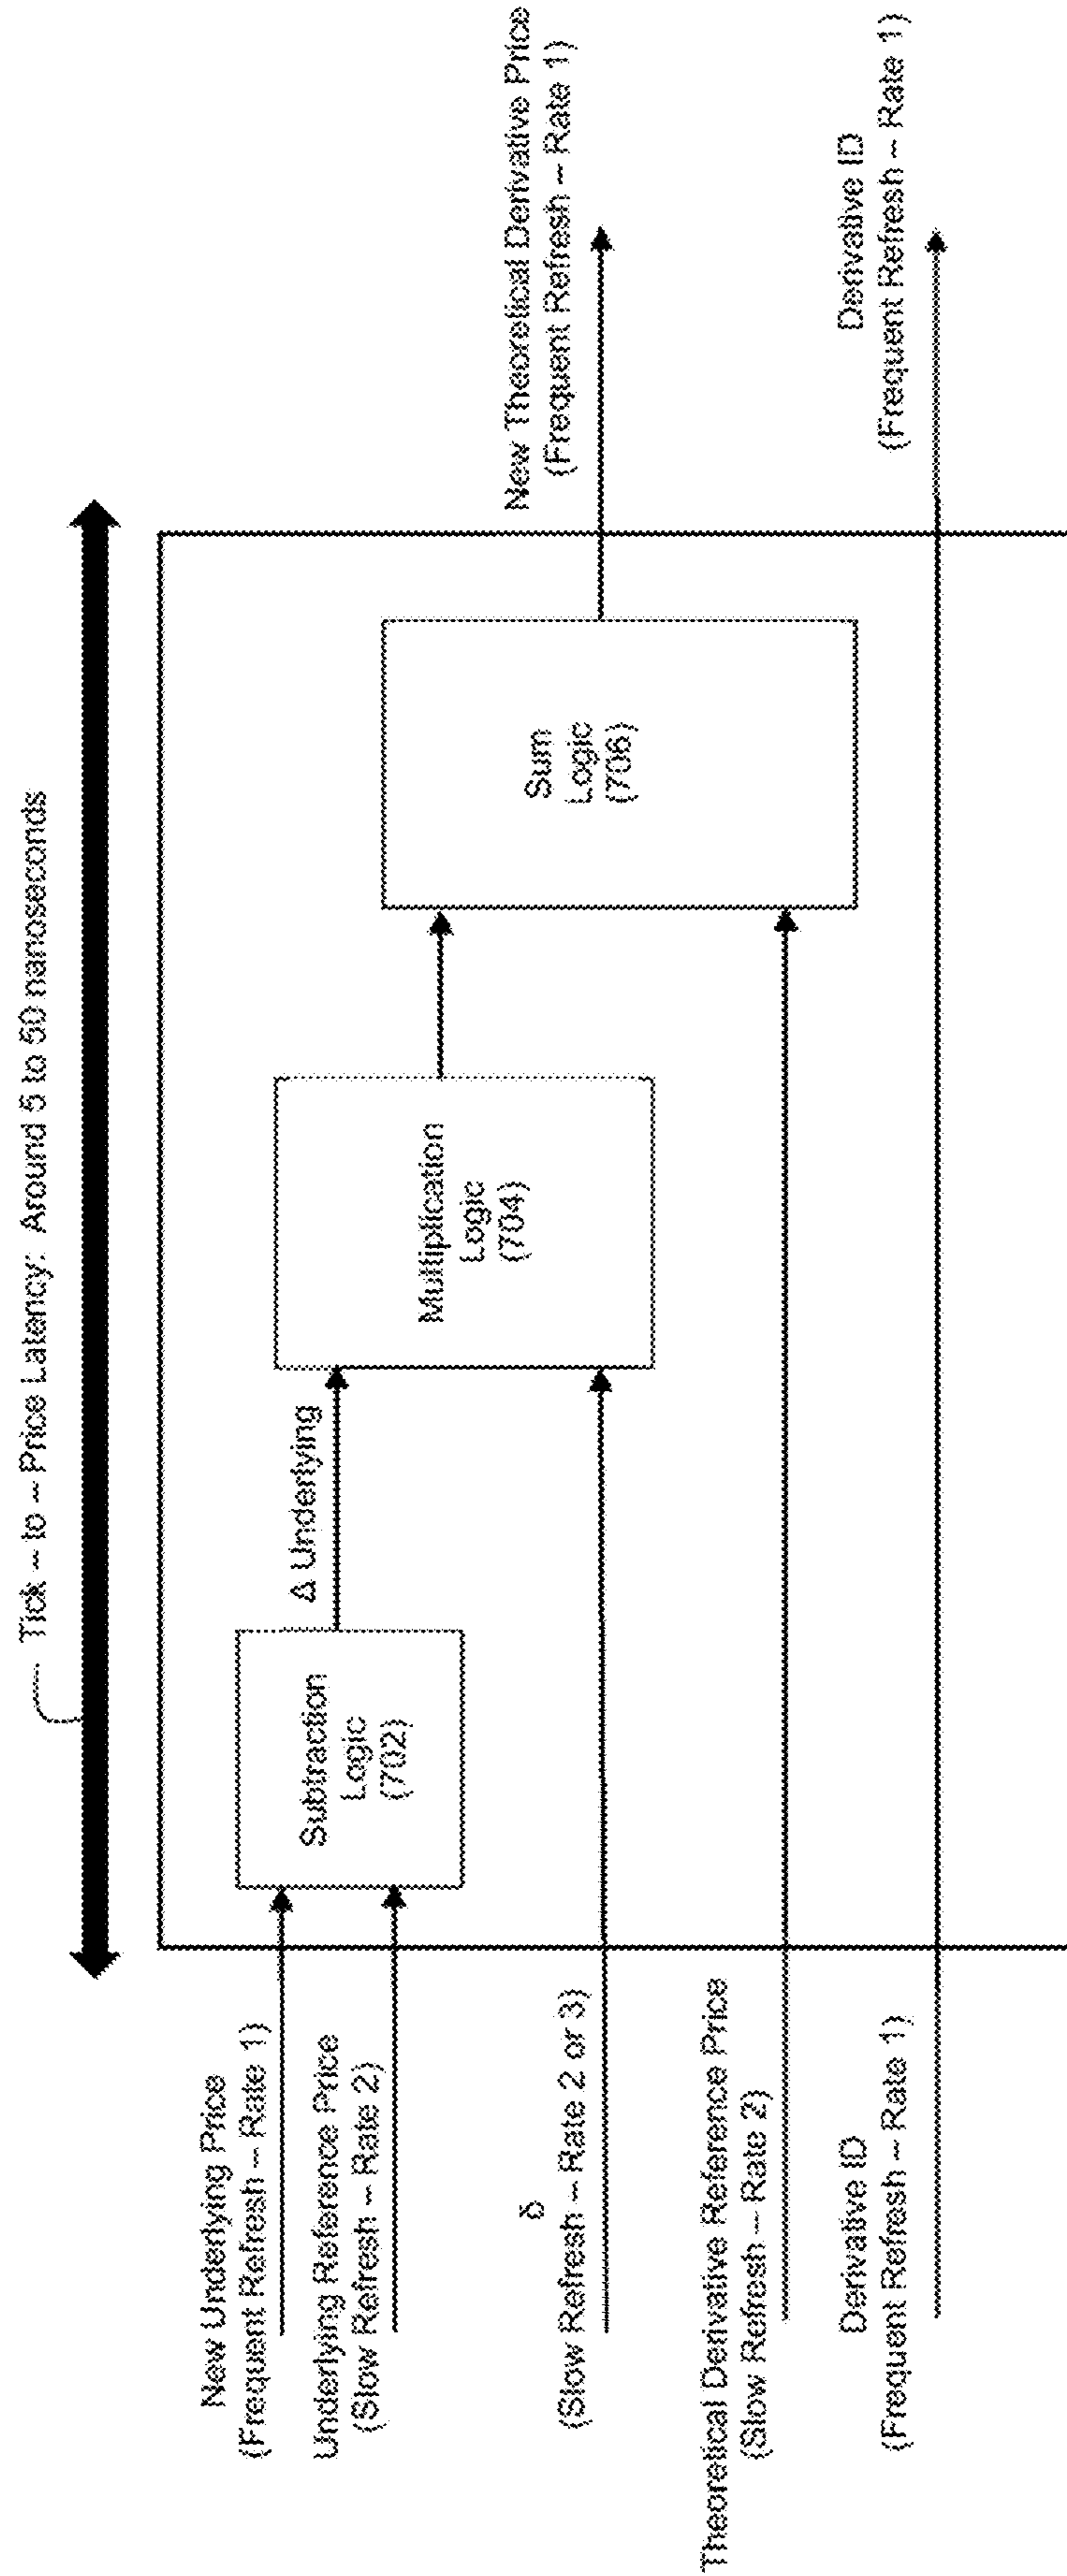 Tick -- to -- Price Latency: Around 5 to 50 nanoseconds
New Underlying Price
(Frequent Refresh -- Rate 1)
Underlying Reference Price
(Slow Refresh -- Rate 2)
δ
(Slow Refresh -- Rate 2 or 3)
Theoretical Derivative Reference Price
(Slow Refresh -- Rate 2)
Derivative ID
(Frequent Refresh -- Rate 1)
Subtraction
Logic
(702)
Δ Underlying
Multiplication
Logic
(704)
Sum
Logic
(706)
New Theoretical Derivative Price
(Frequent Refresh -- Rate 1)
Derivative ID
(Frequent Refresh -- Rate 1)